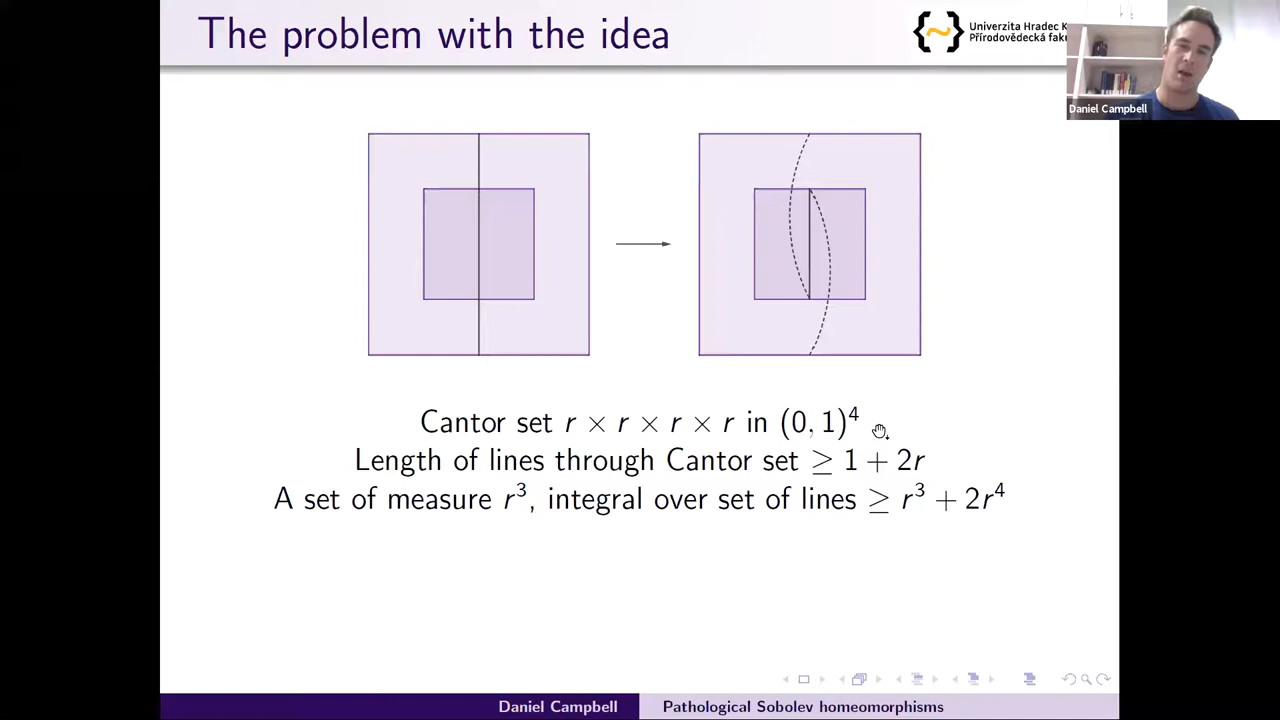 The problem with the idea
Univerzita Hradec K
Přírodovědecká fak
Daniel Campbell
Cantor set r × r × r × r in (0, 1)⁴
Length of lines through Cantor set ≥ 1 + 2r
A set of measure r³, integral over set of lines ≥ r³ + 2r⁴
Daniel Campbell
Pathological Sobolev homeomorphisms